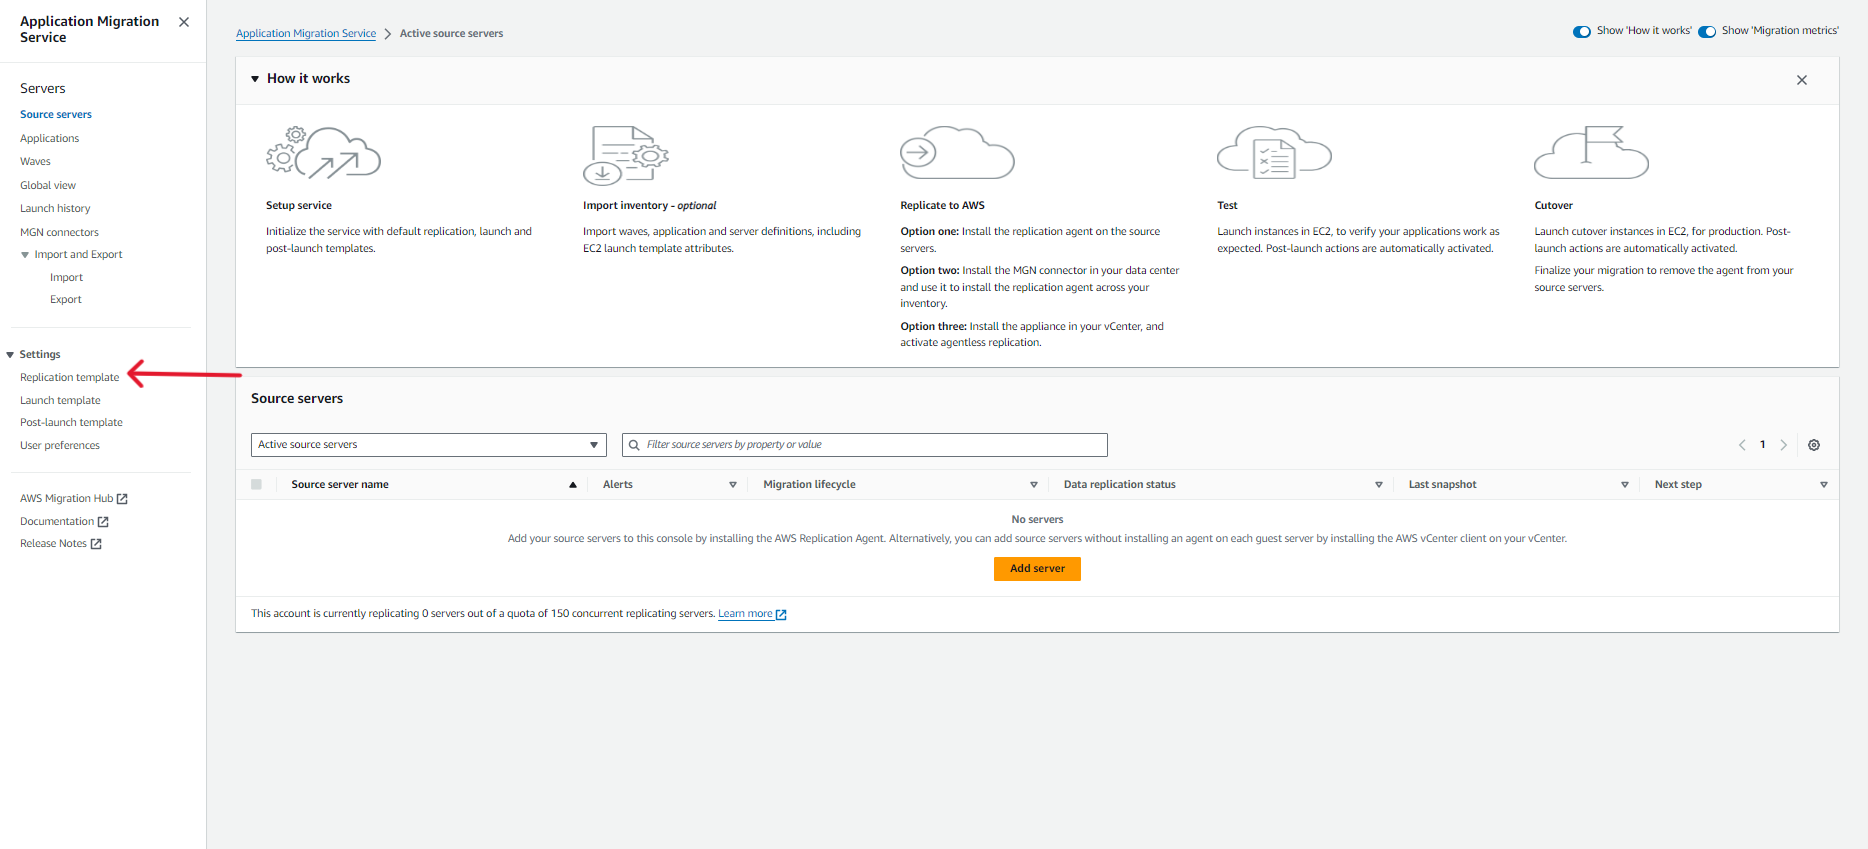 Application Migration
Service
Servers
Source servers
Applications
Waves
Global view
Launch history
MGN connectors
Import and Export
Import
Export
Settings
Replication template
Launch template
Post-launch template
User preferences
AWS Migration Hub
Documentation
Release Notes
Application Migration Service > Active source servers
Show 'How it works' Show 'Migration metrics'
How it works
Setup service
Initialize the service with default replication, launch and
post-launch templates.
Import inventory - optional
Import waves, application and server definitions, including
EC2 launch template attributes.
Replicate to AWS
Option one: Install the replication agent on the source
servers.
Option two: Install the MGN connector in your data center
and use it to install the replication agent across your
inventory.
Option three: Install the appliance in your vCenter, and
activate agentless replication.
Test
Launch instances in EC2, to verify your applications work as
expected. Post-launch actions are automatically activated.
Cutover
Launch cutover instances in EC2, for production. Post-
launch actions are automatically activated.
Finalize your migration to remove the agent from your
source servers.
Source servers
Active source servers
Filter source servers by property or value
1
Source server name Alerts Migration lifecycle Data replication status Last snapshot Next step
No servers
Add your source servers to this console by installing the AWS Replication Agent. Alternatively, you can add source servers without installing an agent on each guest server by installing the AWS vCenter client on your vCenter.
Add server
This account is currently replicating 0 servers out of a quota of 150 concurrent replicating servers. Learn more